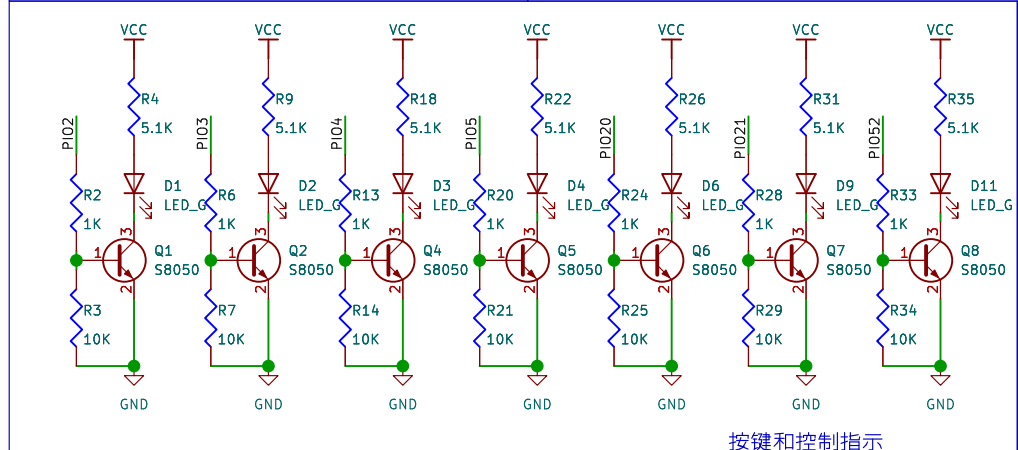 VCC VCC VCC VCC VCC VCC VCC
R4 R9 R18 R22 R26 R31 R35
5.1K 5.1K 5.1K 5.1K 5.1K 5.1K 5.1K
PIO2 PIO3 PIO4 PIO5 PIO20 PIO21 PIO52
R2 D1 R6 D2 R13 D3 R20 D4 R24 D6 R28 D9 R33 D11
LED_G LED_G LED_G LED_G LED_G LED_G LED_G
1K 1K 1K 1K 1K 1K 1K
3 3 3 3 3 3 3
1 Q1 1 Q2 1 Q4 1 Q5 1 Q6 1 Q7 1 Q8
S8050 S8050 S8050 S8050 S8050 S8050 S8050
2 2 2 2 2 2 2
R3 R7 R14 R21 R25 R29 R34
10K 10K 10K 10K 10K 10K 10K
GND GND GND GND GND GND GND
按键和控制指示